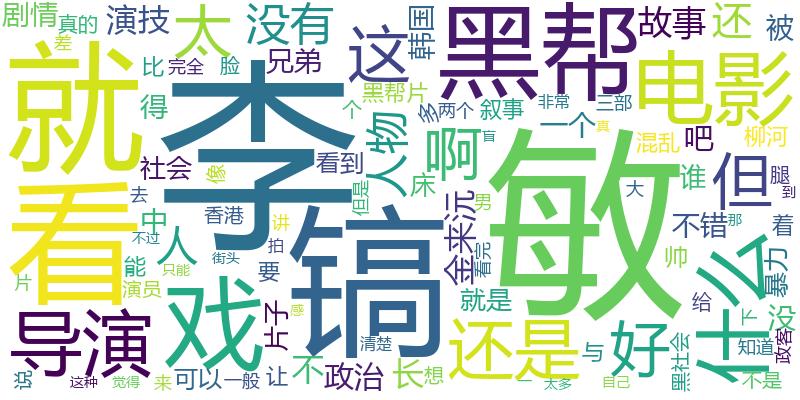 剧情
真的
演技
太
没有
这
韩国
黑帮
故事
还
被
差
比
完全
脸
兄弟
得
个
黑帮片
多
两个
叙事
非常
三部
电影
就
李
敏
人物
啊
一个
真
盲
混乱
吧
柳河
社会
像
看到
但是
床
谁
但
腿
到
看
镐
去
中
香港
讲
男
金来沅
不错
那
大
着
不过
人
能
街头
拍
看完
帅
暴力
片
演员
只能
要
感
就是
给
什么
导演
戏
片子
清楚
还是
好
与
下
没
知道
政客
说
这种
觉得
来
可以
一般
让
不
政治
长
想
一
太多
自己
黑社会
不是